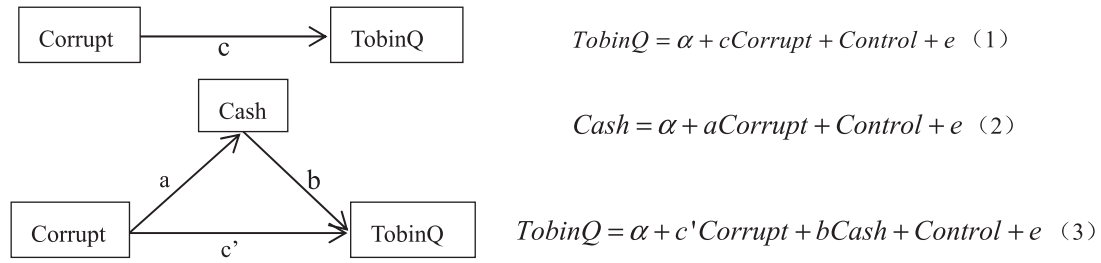 Corrupt
c
TobinQ
TobinQ = α + cCorrupt + Control + e （1）
Cash
Cash = α + aCorrupt + Control + e （2）
a
b
Corrupt
c’
TobinQ
TobinQ = α + c'Corrupt + bCash + Control + e （3）